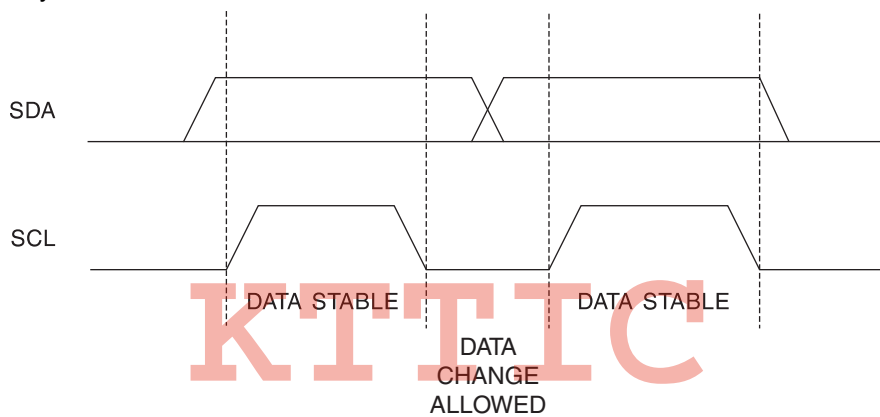 SDA
SCL
DATA STABLE
DATA STABLE
DATA
CHANGE
ALLOWED
KTTIC